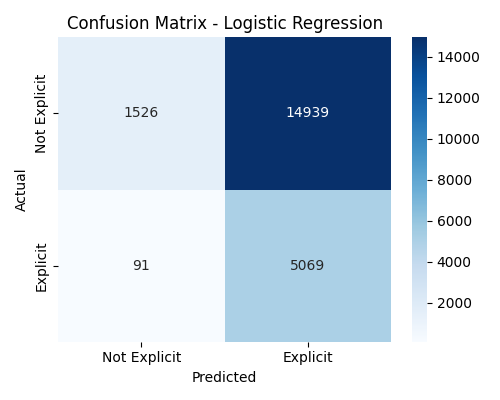 Confusion Matrix - Logistic Regression
Actual
Not Explicit
1526
14939
Explicit
91
5069
Not Explicit
Explicit
Predicted
14000
12000
10000
8000
6000
4000
2000